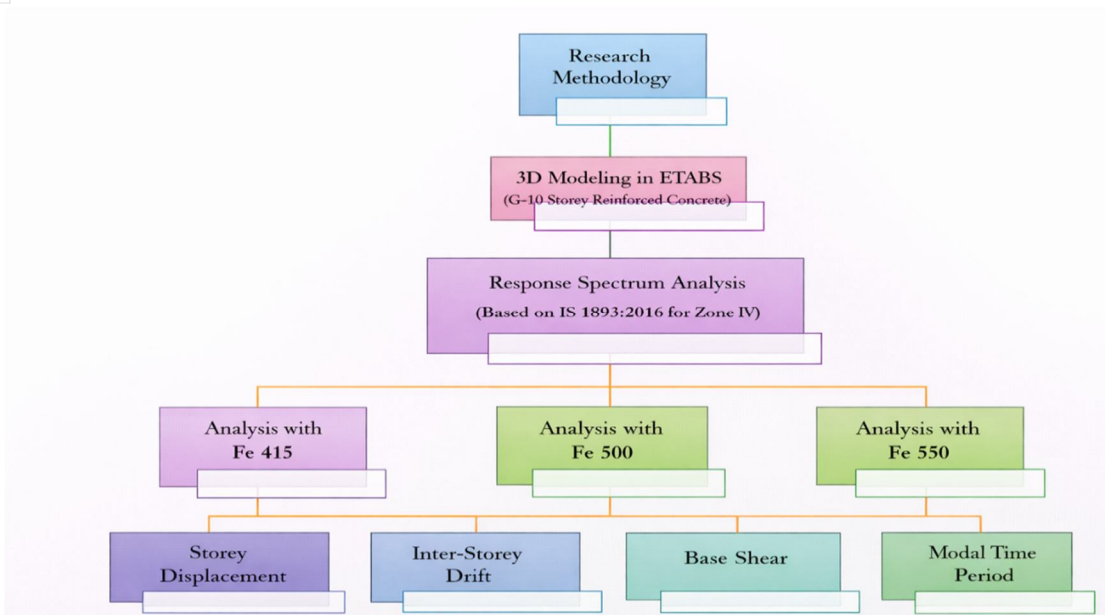 Research
Methodology
3D Modeling in ETABS
(G-10 Storey Reinforced Concrete)
Response Spectrum Analysis
(Based on IS 1893:2016 for Zone IV)
Analysis with
Fe 415
Analysis with
Fe 500
Analysis with
Fe 550
Storey
Displacement
Inter-Storey
Drift
Base Shear
Modal Time
Period